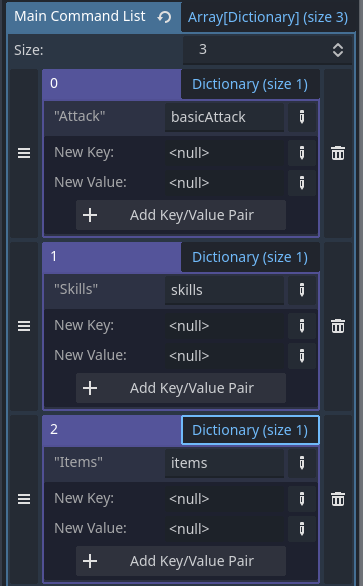 Main Command List Array[Dictionary] (size 3)
Size: 3
0 Dictionary (size 1)
"Attack" basicAttack
New Key: <null>
New Value: <null>
Add Key/Value Pair
1 Dictionary (size 1)
"Skills" skills
New Key: <null>
New Value: <null>
Add Key/Value Pair
2 Dictionary (size 1)
"Items" items
New Key: <null>
New Value: <null>
Add Key/Value Pair